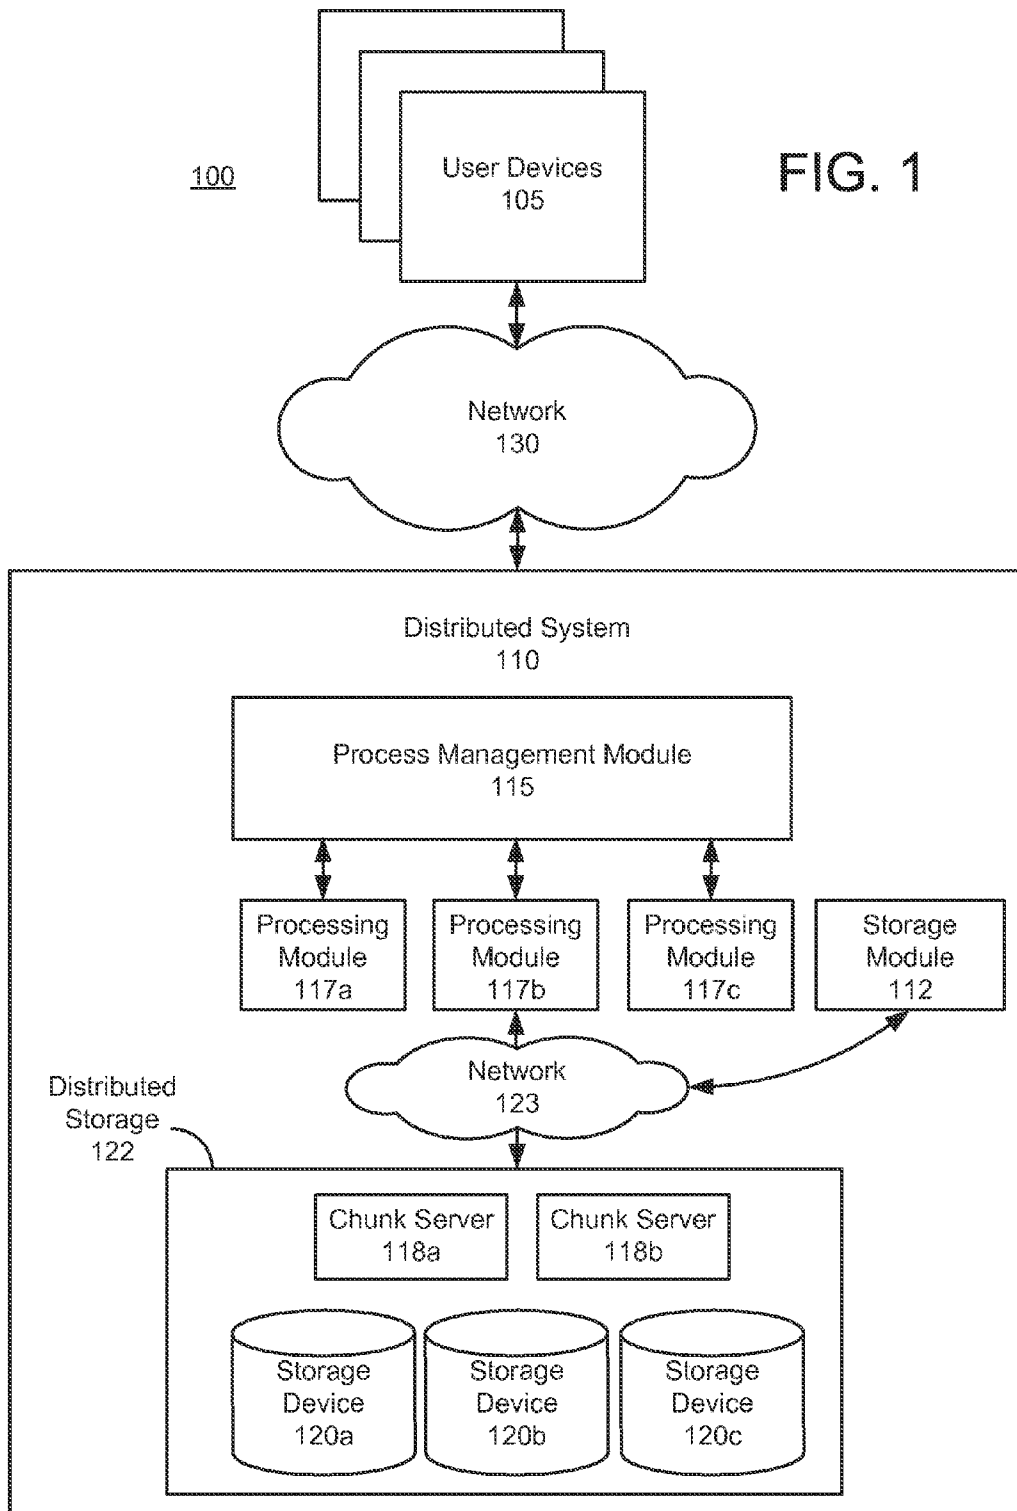 100
User Devices
105
FIG. 1
Network
130
Distributed System
110
Process Management Module
115
Processing
Module
117a
Processing
Module
117b
Processing
Module
117c
Storage
Module
112
Network
123
Distributed
Storage
122
Chunk Server
118a
Chunk Server
118b
Storage
Device
120a
Storage
Device
120b
Storage
Device
120c